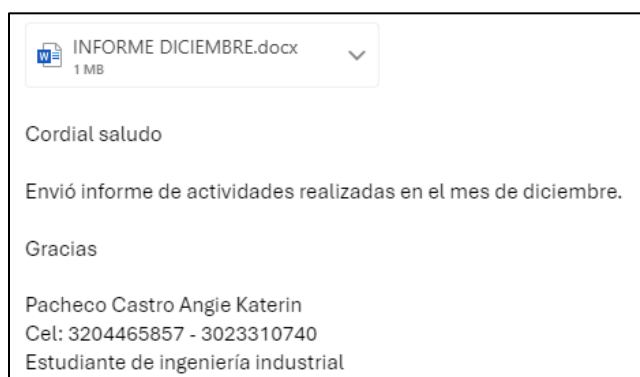 INFORME DICIEMBRE.docx
1 MB
Cordial saludo
Envió informe de actividades realizadas en el mes de diciembre.
Gracias
Pacheco Castro Angie Katerin
Cel: 3204465857 - 3023310740
Estudiante de ingeniería industrial